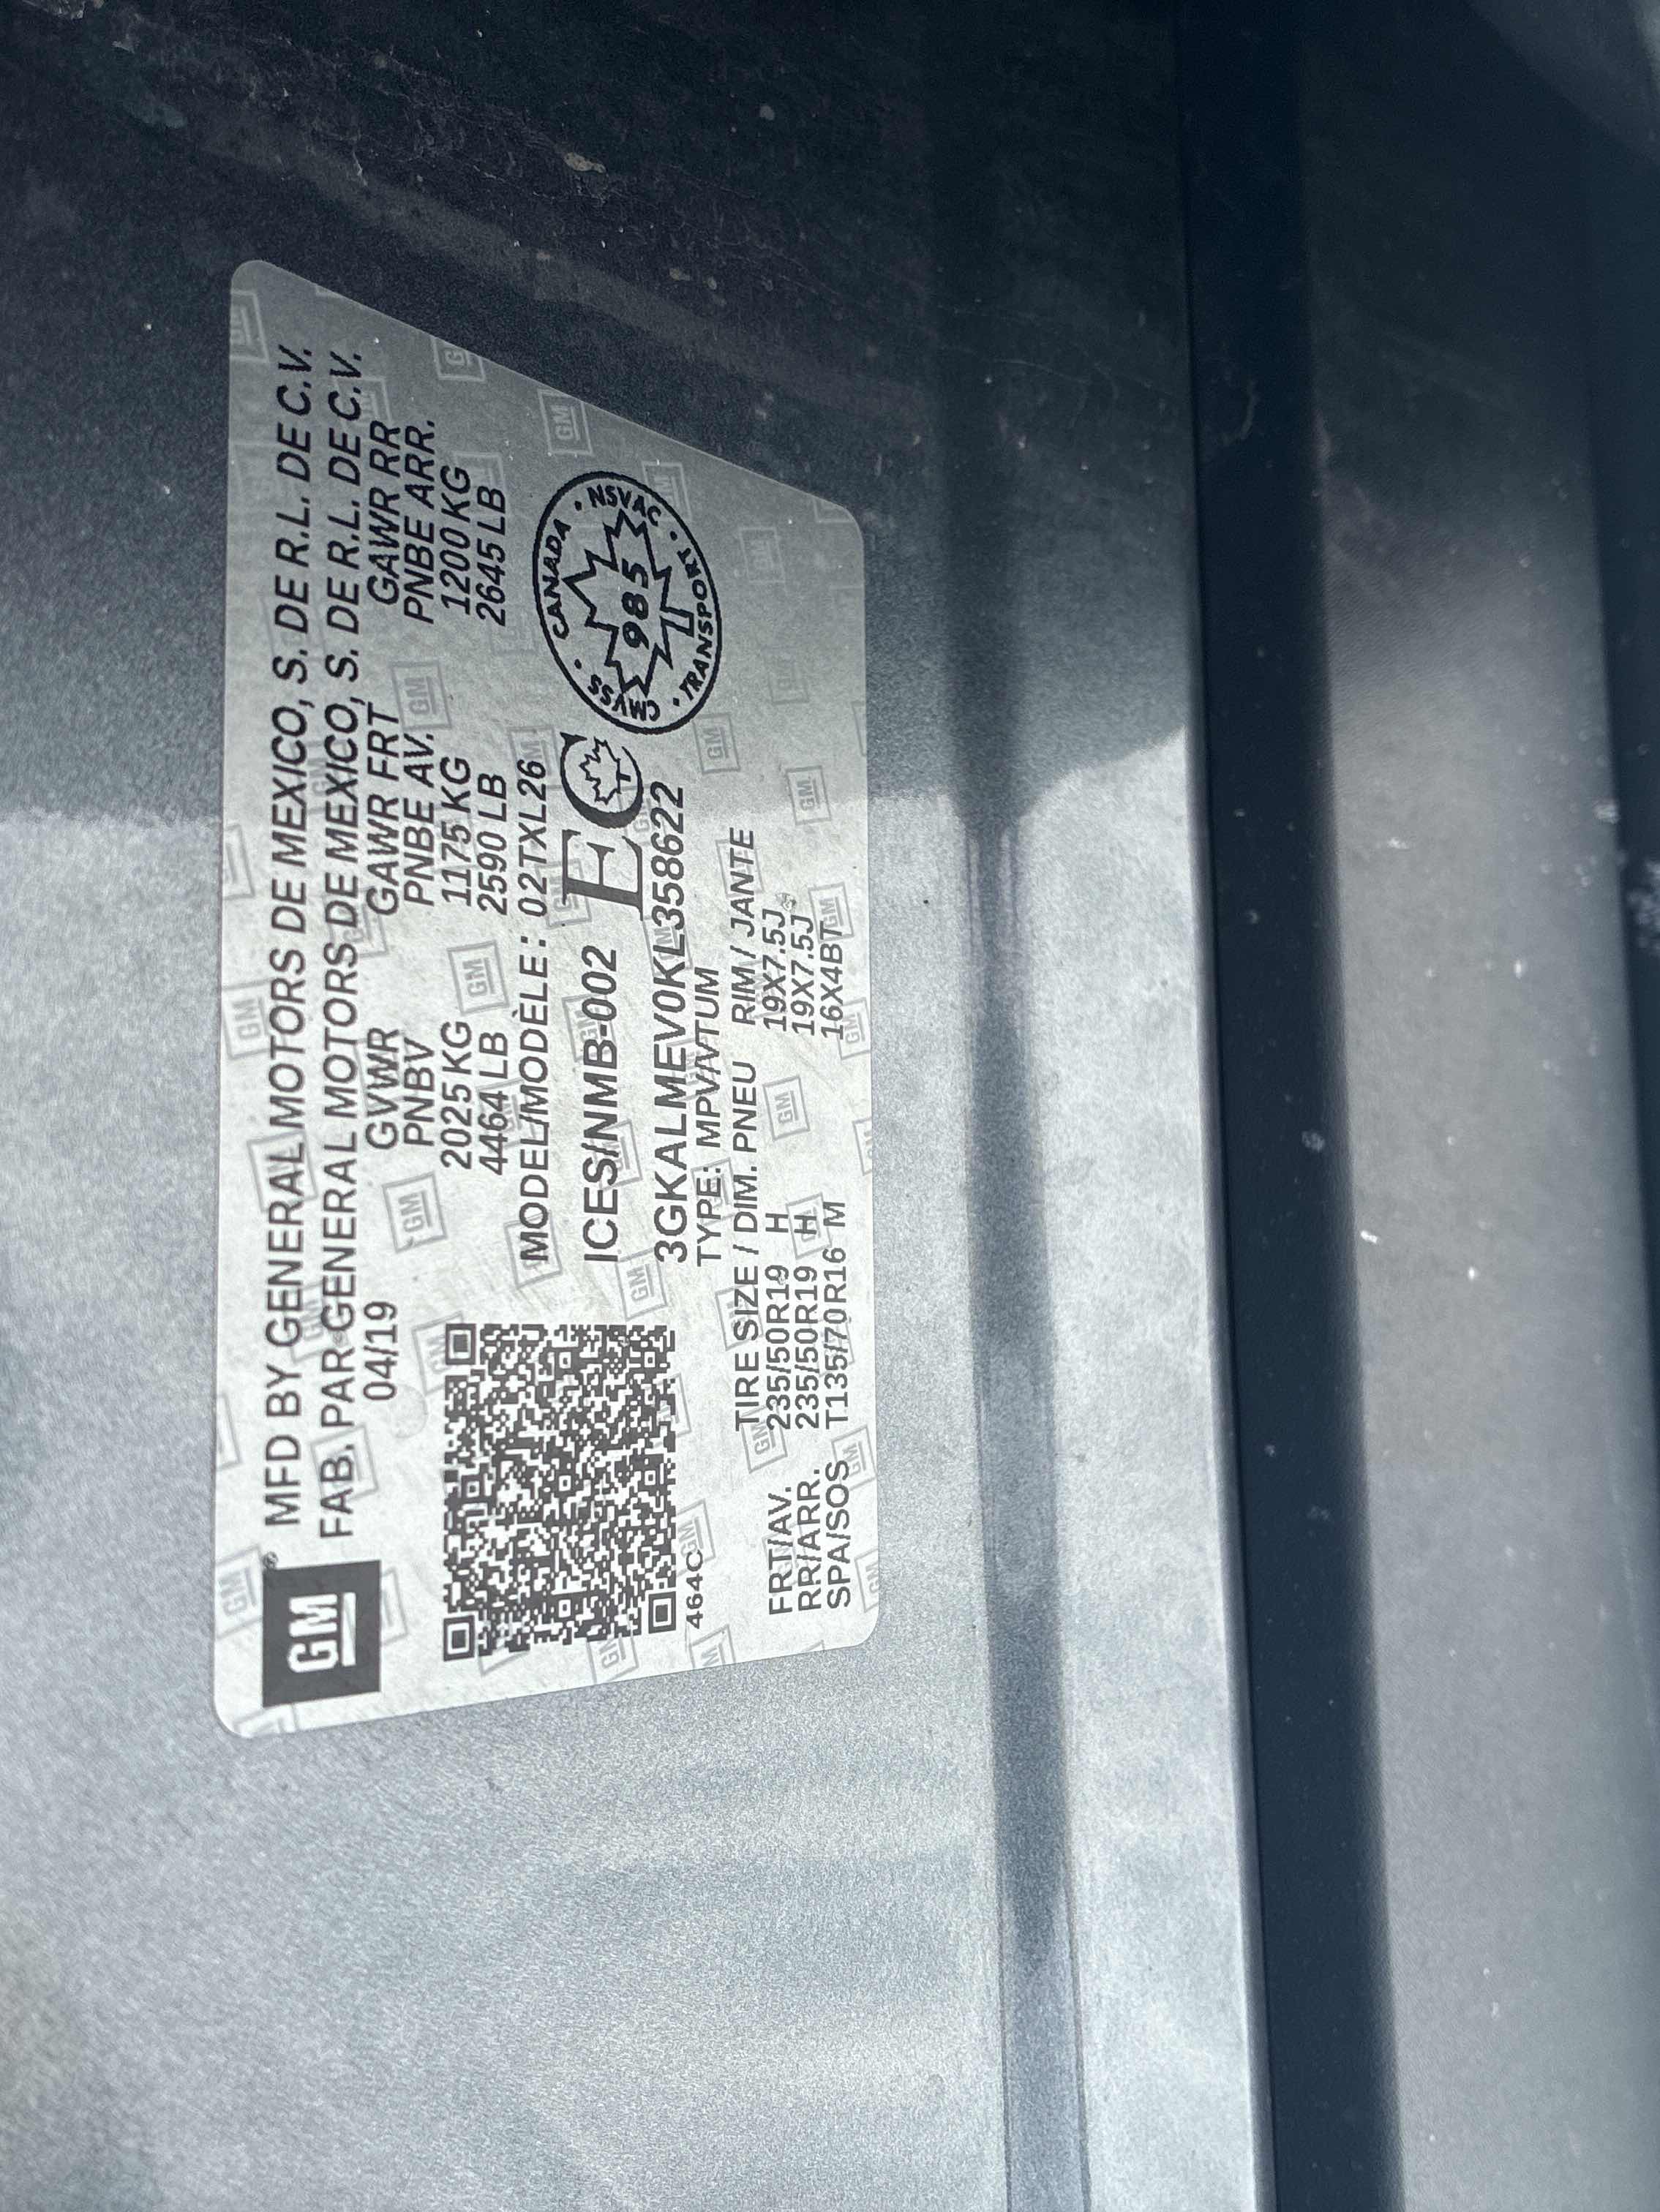 GM®
MFD BY GENERAL MOTORS DE MEXICO, S. DE R.L. DE C.V.
FAB. PAR GENERAL MOTORS DE MEXICO, S. DE R.L. DE C.V.
04/19 GVWR GAWR FRT GAWR RR
PNBV PNBE AV. PNBE ARR.
2025 KG 1175 KG 1200 KG
4464 LB 2590 LB 2645 LB
MODEL/MODÈLE: 02TXL26
ICES/NMB-002 EC
CANADA · NSVAC · TRANSPORT · CMVSS ·
985
3GKALMEV0KL358622
464C
TYPE: MPV/VTUM
TIRE SIZE / DIM. PNEU RIM / JANTE
FRT/AV. 235/50R19 H 19X7.5J
RR/ARR. 235/50R19 H 19X7.5J
SPA/SOS. T135/70R16 M 16X4BT